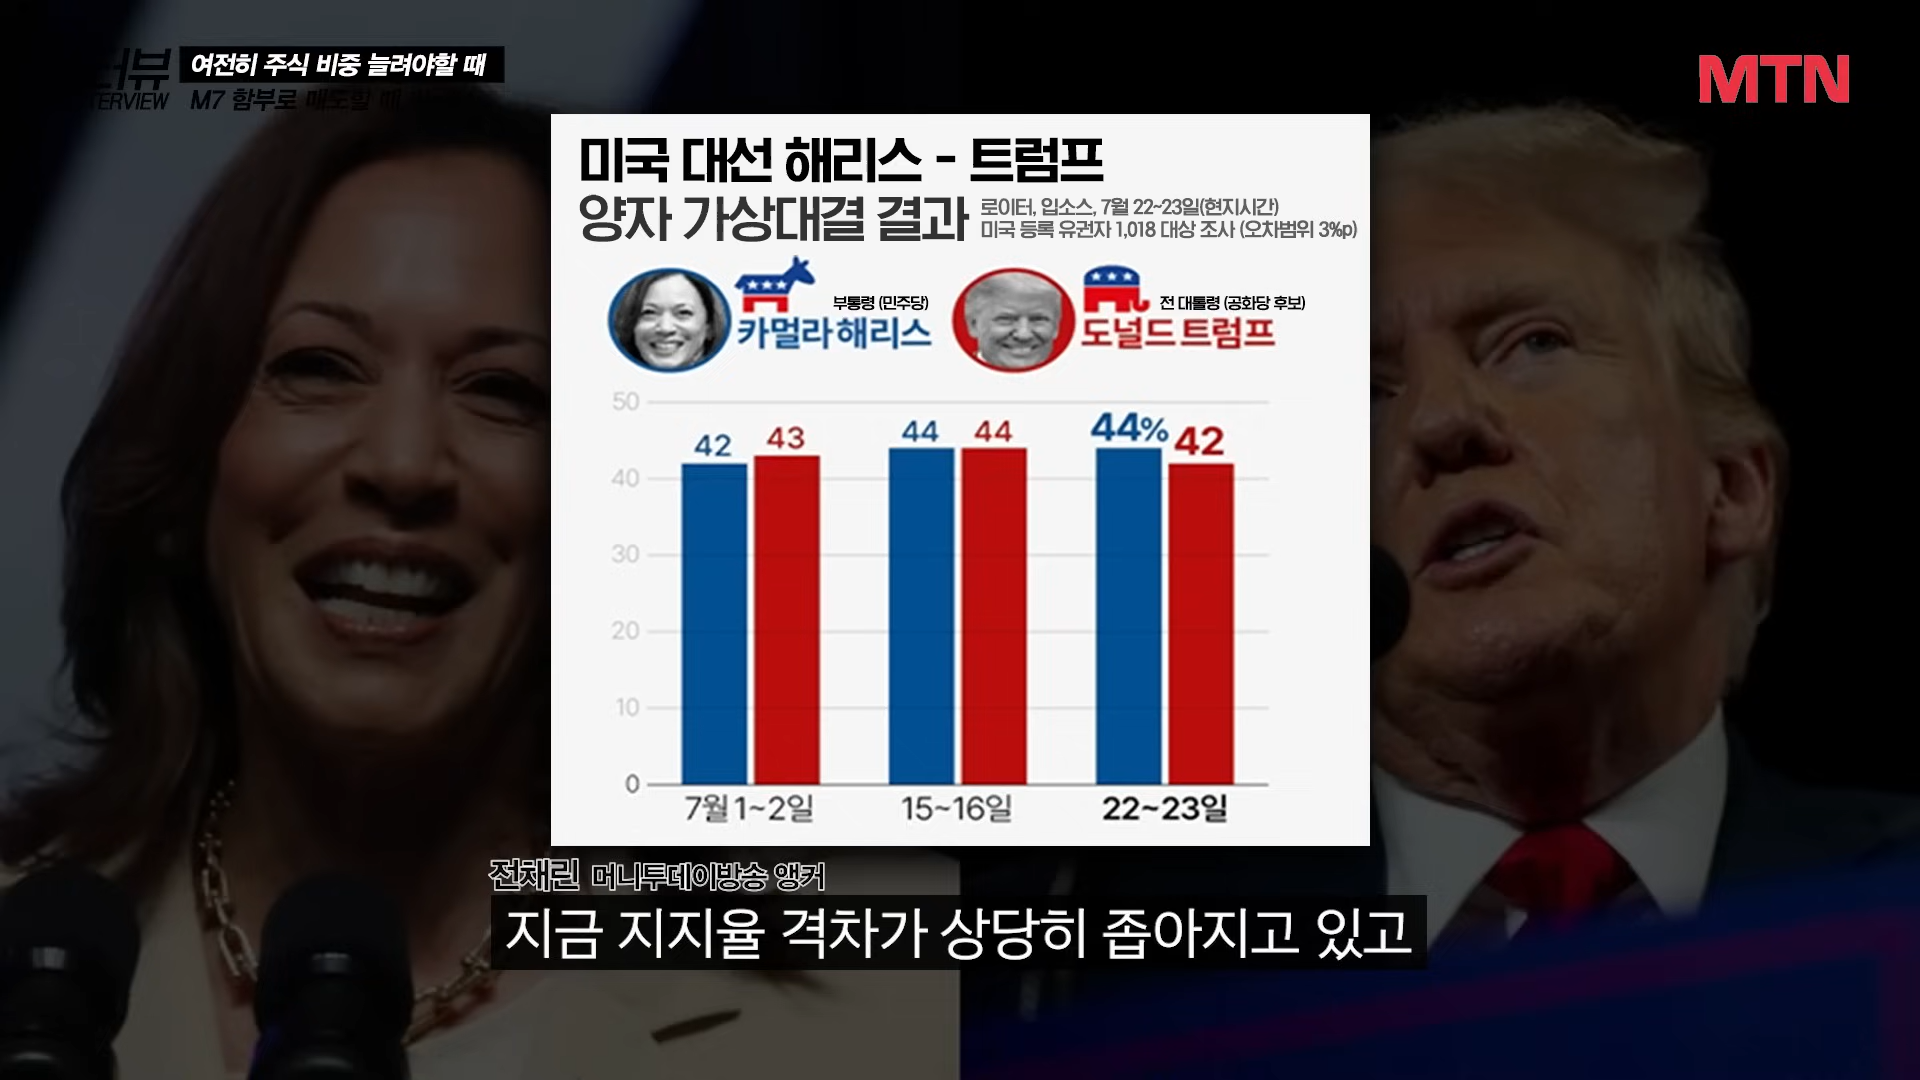 터뷰
TERVIEW
여전히 주식 비중 늘려야할 때
M7 함부로 매도할 때
MTN
미국 대선 해리스 - 트럼프
양자 가상대결 결과
로이터, 입소스, 7월 22~23일(현지시간)
미국 등록 유권자 1,018 대상 조사 (오차범위 3%p)
부통령 (민주당)
카멀라 해리스
전 대통령 (공화당 후보)
도널드 트럼프
50
40
30
20
10
0
42 43
44 44
44% 42
7월 1~2일 15~16일 22~23일
전채린 머니투데이방송 앵커
지금 지지율 격차가 상당히 좁아지고 있고